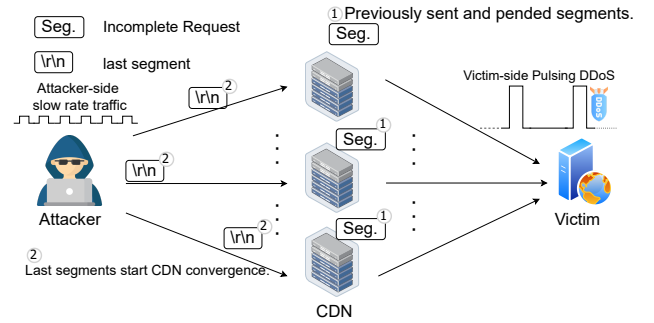 Seg. Incomplete Request
\r\n last segment
Attacker-side
slow rate traffic
1 Previously sent and pended segments.
Seg.
Victim-side Pulsing DDoS
DDoS
\r\n 2
Seg. 1
\r\n 2
Seg. 1
\r\n 2
Attacker
Victim
2
Last segments start CDN convergence.
CDN